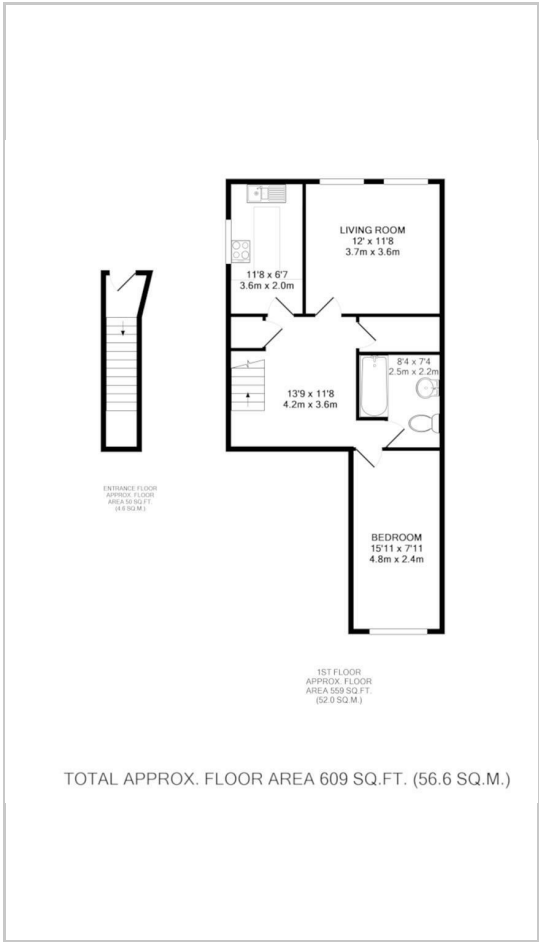 LIVING ROOM
12' x 11'8
3.7m x 3.6m
11'8 x 6'7
3.6m x 2.0m
8'4 x 7'4
2.5m x 2.2m
13'9 x 11'8
4.2m x 3.6m
BEDROOM
15'11 x 7'11
4.8m x 2.4m
ENTRANCE FLOOR
APPROX. FLOOR
AREA 50 SQ.FT.
(4.6 SQ.M.)
1ST FLOOR
APPROX. FLOOR
AREA 559 SQ.FT.
(52.0 SQ.M.)
TOTAL APPROX. FLOOR AREA 609 SQ.FT. (56.6 SQ.M.)